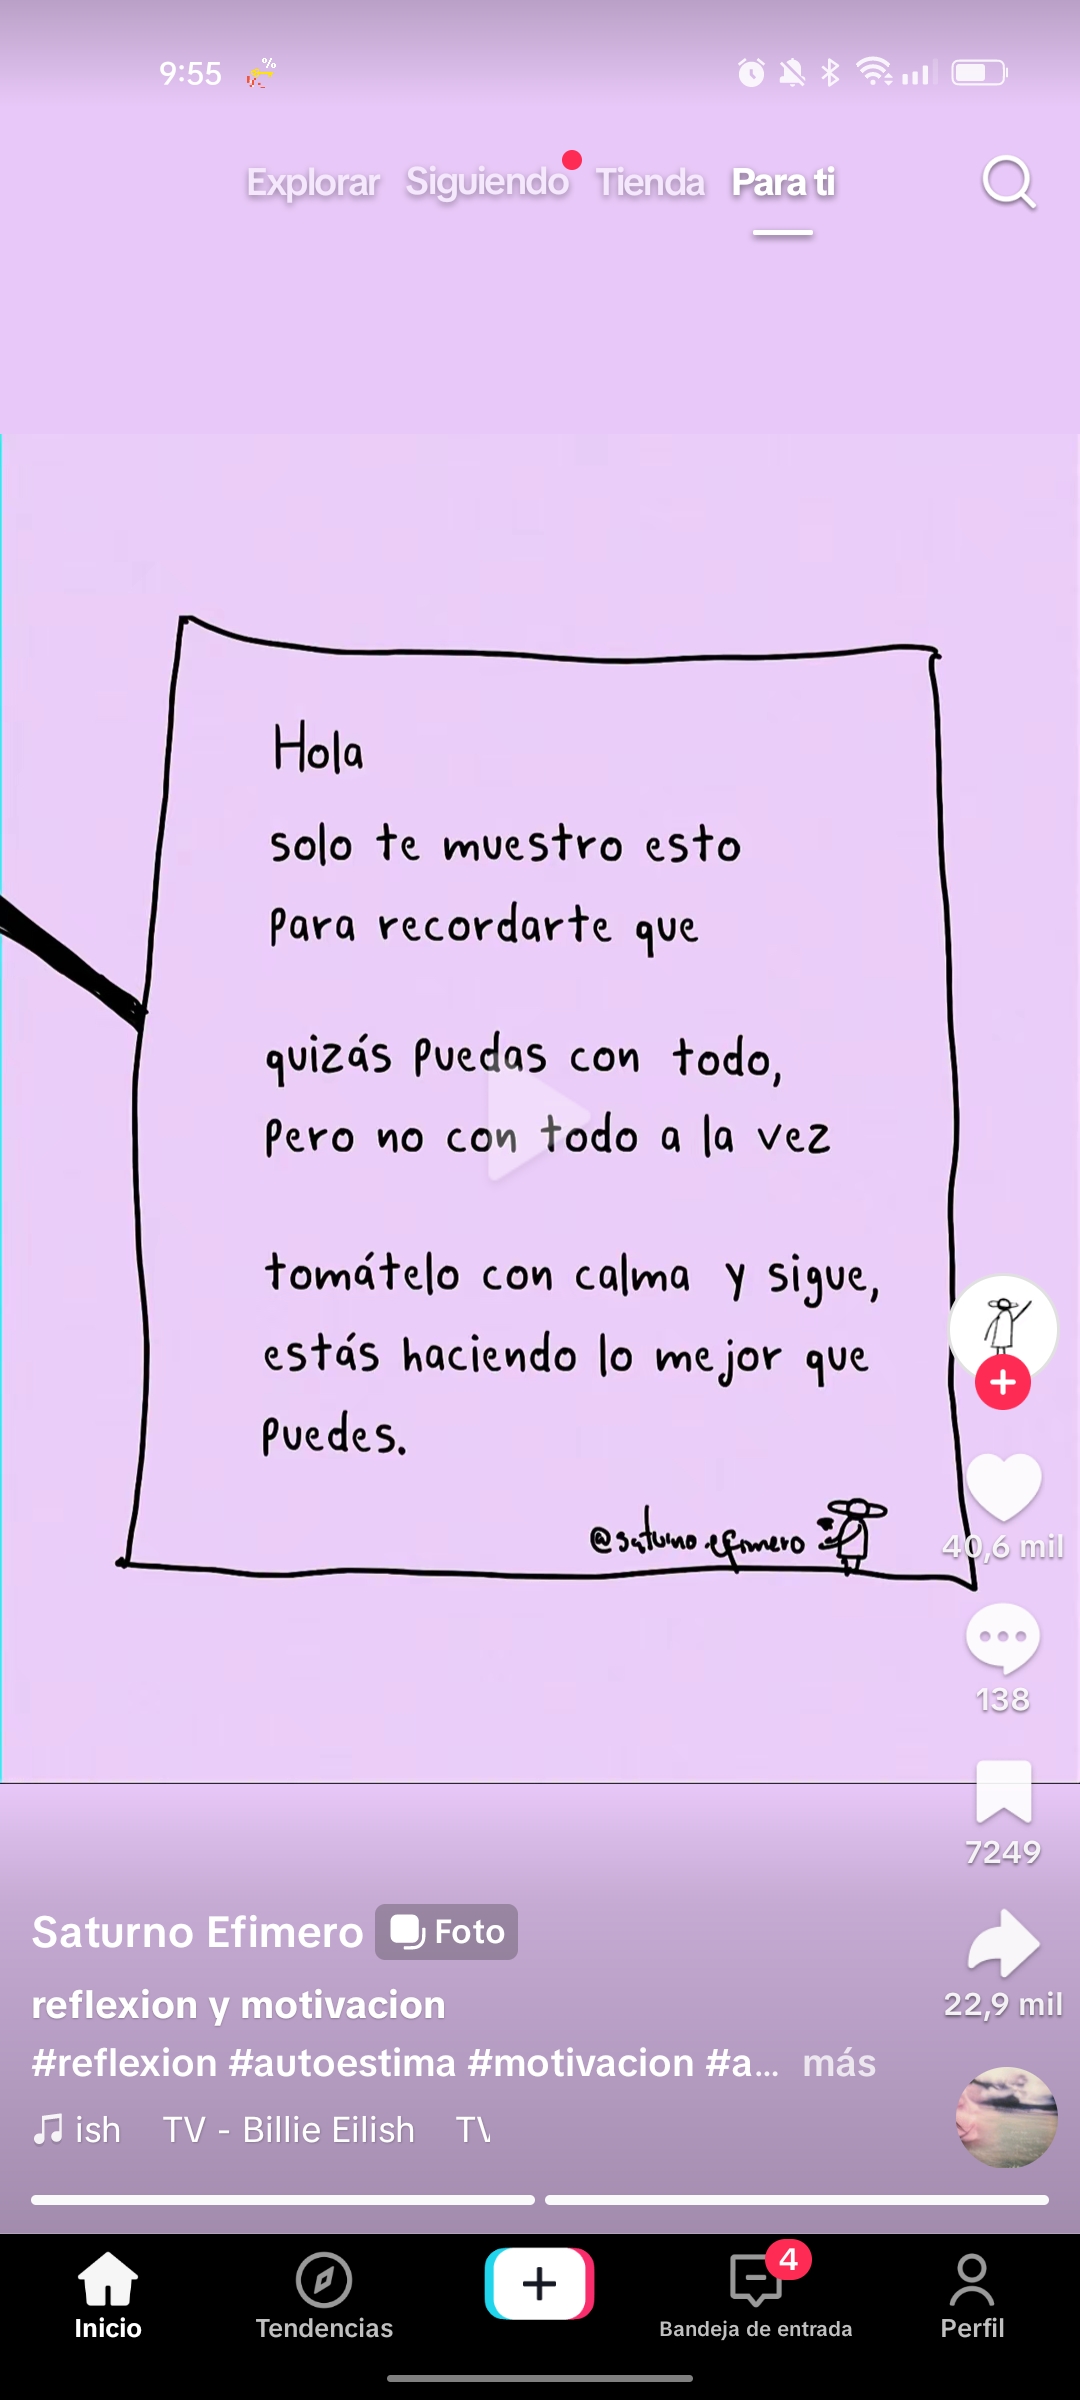 9:55
%
Explorar Siguiendo Tienda Para ti
Hola
solo te muestro esto
para recordarte que
quizás puedas con todo,
pero no con todo a la vez
tomátelo con calma y sigue,
estás haciendo lo mejor que
puedes.
@saturno.efimero
40,6 mil
138
7249
22,9 mil
Saturno Efimero Foto
reflexion y motivacion
#reflexion #autoestima #motivacion #a... más
ish TV - Billie Eilish TV
Inicio
Tendencias
4
Bandeja de entrada
Perfil